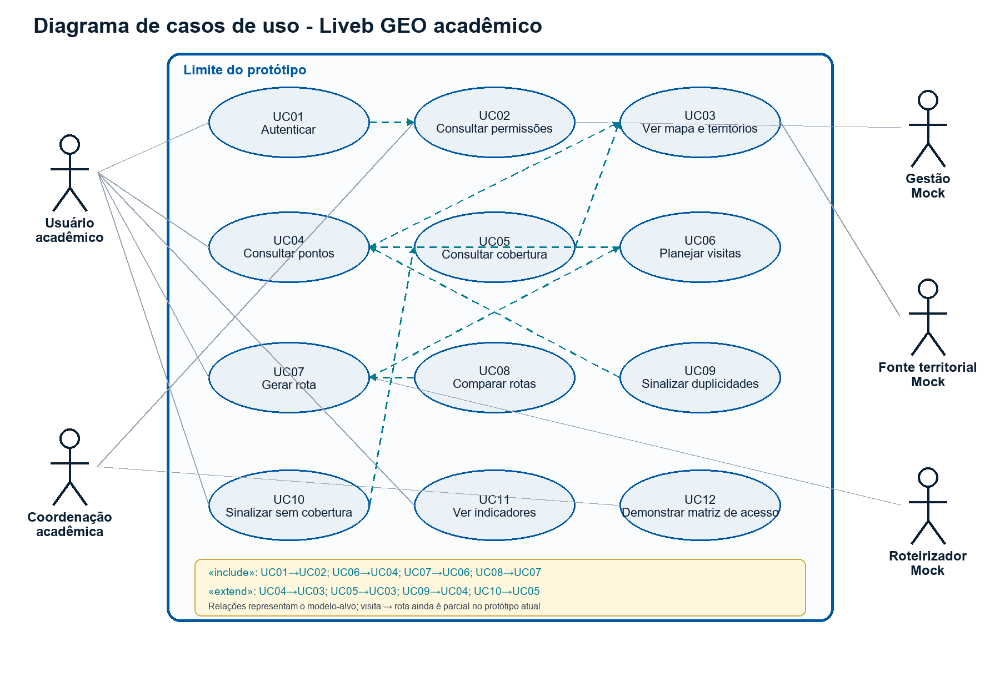 Diagrama de casos de uso - Liveb GEO acadêmico
Limite do protótipo
UC01
Autenticar
UC02
Consultar permissões
UC03
Ver mapa e territórios
Gestão
Mock
Usuário
acadêmico
UC04
Consultar pontos
UC05
Consultar cobertura
UC06
Planejar visitas
Fonte territorial
Mock
UC07
Gerar rota
UC08
Comparar rotas
UC09
Sinalizar duplicidades
Coordenação
acadêmica
UC10
Sinalizar sem cobertura
UC11
Ver indicadores
UC12
Demonstrar matriz de acesso
Roteirizador
Mock
«include»: UC01→UC02; UC06→UC04; UC07→UC06; UC08→UC07
«extend»: UC04→UC03; UC05→UC03; UC09→UC04; UC10→UC05
Relações representam o modelo-alvo; visita → rota ainda é parcial no protótipo atual.